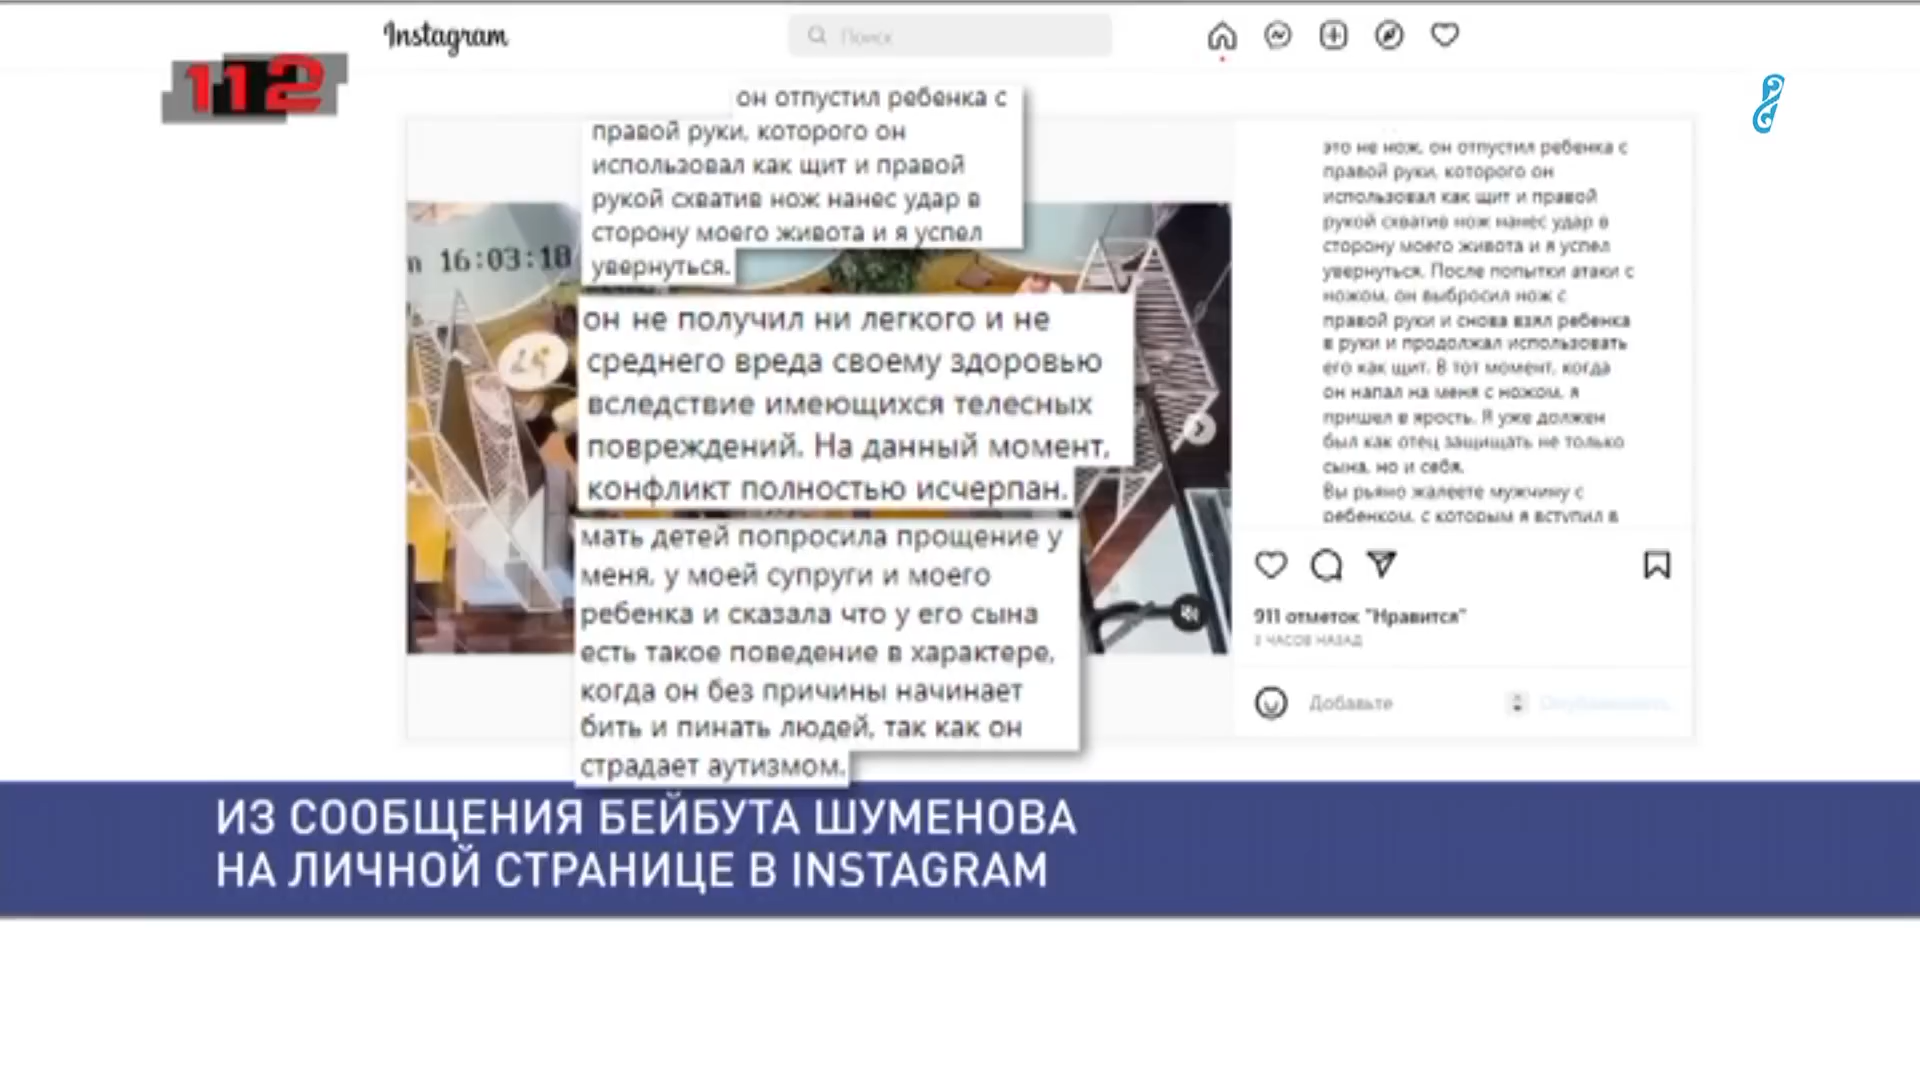 Instagram
Поиск
112
он отпустил ребенка с
правой руки, которого он
использовал как щит и правой
рукой схватив нож нанес удар в
сторону моего живота и я успел
увернуться.
16:03:18
он не получил ни легкого и не
среднего вреда своему здоровью
вследствие имеющихся телесных
повреждений. На данный момент,
конфликт полностью исчерпан.
мать детей попросила прощение у
меня, у моей супруги и моего
ребенка и сказала что у его сына
есть такое поведение в характере,
когда он без причины начинает
бить и пинать людей, так как он
страдает аутизмом.
это не нож, он отпустил ребенка с
правой руки, которого он
использовал как щит и правой
рукой схватив нож нанес удар в
сторону моего живота и я успел
увернуться. После попытки атаки с
ножом, он выбросил нож с
правой руки и снова взял ребенка
в руки и продолжал использовать
его как щит. В тот момент, когда
он напал на меня с ножом, я
пришел в ярость. Я уже должен
был как отец защищать не только
сына, но и себя.
Вы рьяно жалеете мужчину с
ребенком, с которым я вступил в
911 отметок "Нравится"
ЧАСОВ НАЗАД
Добавьте
Опубликовать
ИЗ СООБЩЕНИЯ БЕЙБУТА ШУМЕНОВА
НА ЛИЧНОЙ СТРАНИЦЕ В INSTAGRAM